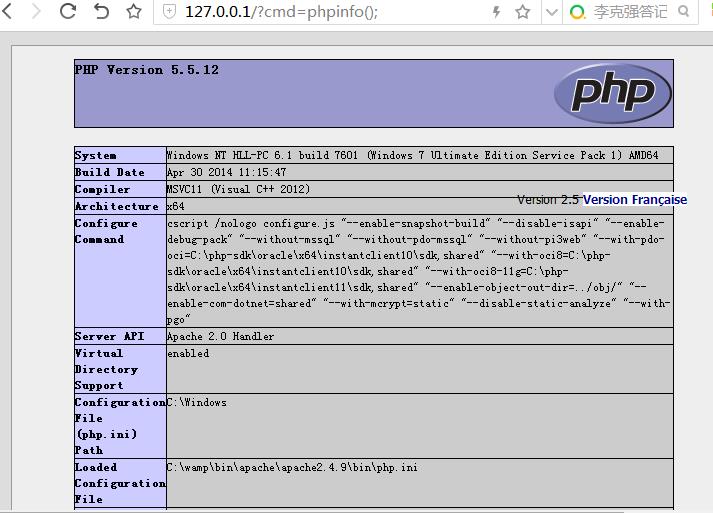 127.0.0.1/?cmd=phpinfo();
李克强答记
PHP Version 5.5.12
php
System Windows NT HLL-PC 6.1 build 7601 (Windows 7 Ultimate Edition Service Pack 1) AMD64
Build Date Apr 30 2014 11:15:47
Compiler MSVC11 (Visual C++ 2012)
Version 2.5 Version Française
Architecture x64
Configure Command cscript /nologo configure.js "--enable-snapshot-build" "--disable-isapi" "--enable-
debug-pack" "--without-mssql" "--without-pdo-mssql" "--without-pi3web" "--with-pdo-
oci=C:\php-sdk\oracle\x64\instantclient10\sdk,shared" "--with-oci8=C:\php-
sdk\oracle\x64\instantclient10\sdk,shared" "--with-oci8-11g=C:\php-
sdk\oracle\x64\instantclient11\sdk,shared" "--enable-object-out-dir=../obj/" "--
enable-com-dotnet=shared" "--with-mcrypt=static" "--disable-static-analyze" "--with-
pgo"
Server API Apache 2.0 Handler
Virtual Directory Support enabled
Configuration File (php.ini) Path C:\Windows
Loaded Configuration File C:\wamp\bin\apache\apache2.4.9\bin\php.ini